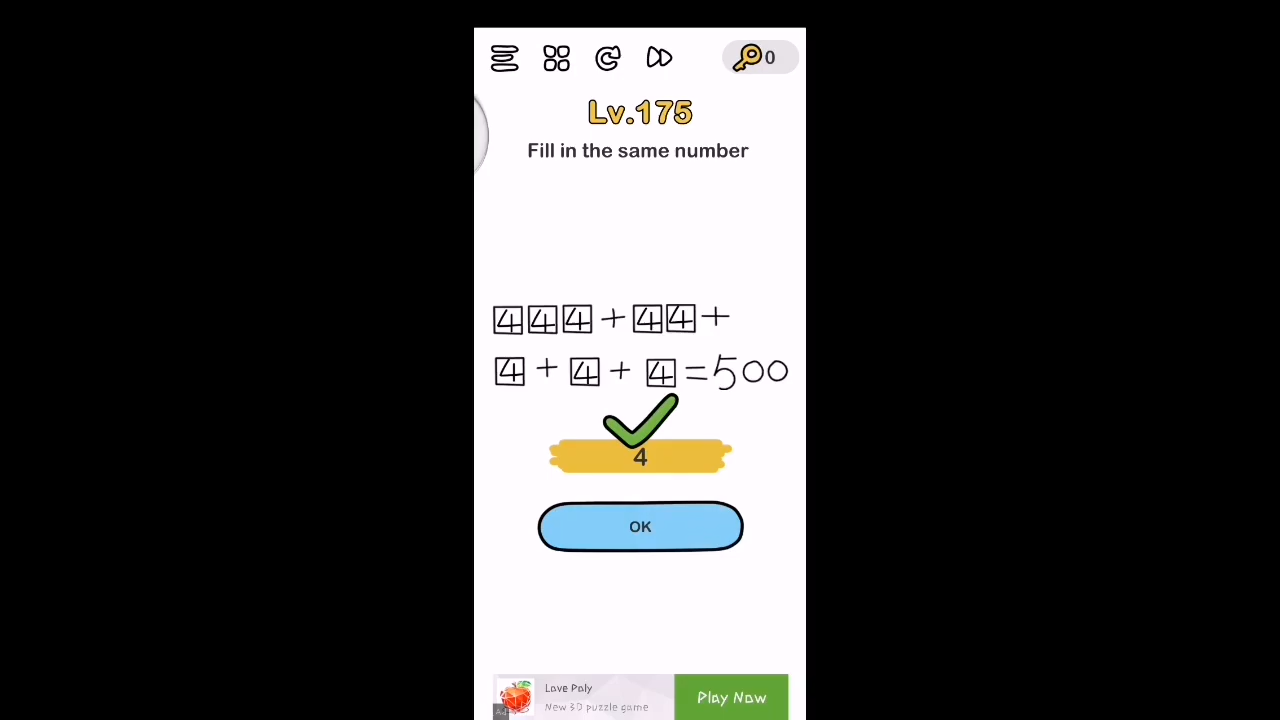 0
Lv.175
Fill in the same number
444+44+
4+4+4=500
4
OK
Love Poly
New 3D puzzle game
Play Now
Ad